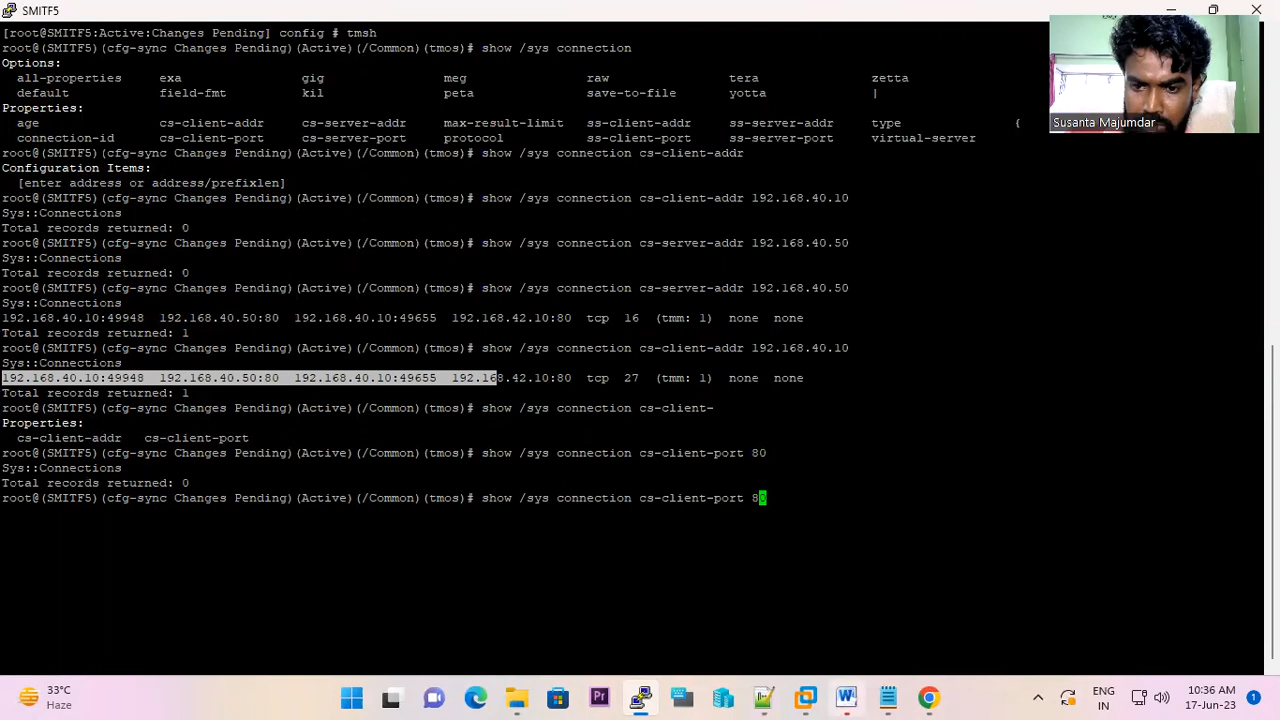 SMITF5
[root@SMITF5:Active:Changes Pending] config # tmsh
root@(SMITF5)(cfg-sync Changes Pending)(Active)(/Common)(tmos)# show /sys connection
Options:
all-properties exa gig meg raw tera zetta
default field-fmt kil peta save-to-file yotta |
Properties:
age cs-client-addr cs-server-addr max-result-limit ss-client-addr ss-server-addr type {
connection-id cs-client-port cs-server-port protocol ss-client-port ss-server-port virtual-server
root@(SMITF5)(cfg-sync Changes Pending)(Active)(/Common)(tmos)# show /sys connection cs-client-addr
Configuration Items:
[enter address or address/prefixlen]
root@(SMITF5)(cfg-sync Changes Pending)(Active)(/Common)(tmos)# show /sys connection cs-client-addr 192.168.40.10
Sys::Connections
Total records returned: 0
root@(SMITF5)(cfg-sync Changes Pending)(Active)(/Common)(tmos)# show /sys connection cs-server-addr 192.168.40.50
Sys::Connections
Total records returned: 0
root@(SMITF5)(cfg-sync Changes Pending)(Active)(/Common)(tmos)# show /sys connection cs-server-addr 192.168.40.50
Sys::Connections
192.168.40.10:49948 192.168.40.50:80 192.168.40.10:49655 192.168.42.10:80 tcp 16 (tmm: 1) none none
Total records returned: 1
root@(SMITF5)(cfg-sync Changes Pending)(Active)(/Common)(tmos)# show /sys connection cs-client-addr 192.168.40.10
Sys::Connections
192.168.40.10:49948 192.168.40.50:80 192.168.40.10:49655 192.168.42.10:80 tcp 27 (tmm: 1) none none
Total records returned: 1
root@(SMITF5)(cfg-sync Changes Pending)(Active)(/Common)(tmos)# show /sys connection cs-client-
Properties:
cs-client-addr cs-client-port
root@(SMITF5)(cfg-sync Changes Pending)(Active)(/Common)(tmos)# show /sys connection cs-client-port 80
Sys::Connections
Total records returned: 0
root@(SMITF5)(cfg-sync Changes Pending)(Active)(/Common)(tmos)# show /sys connection cs-client-port 80
Susanta Majumdar
33°C
Haze
Pr
W
ENG
IN
10:36 AM
17-Jun-23
1